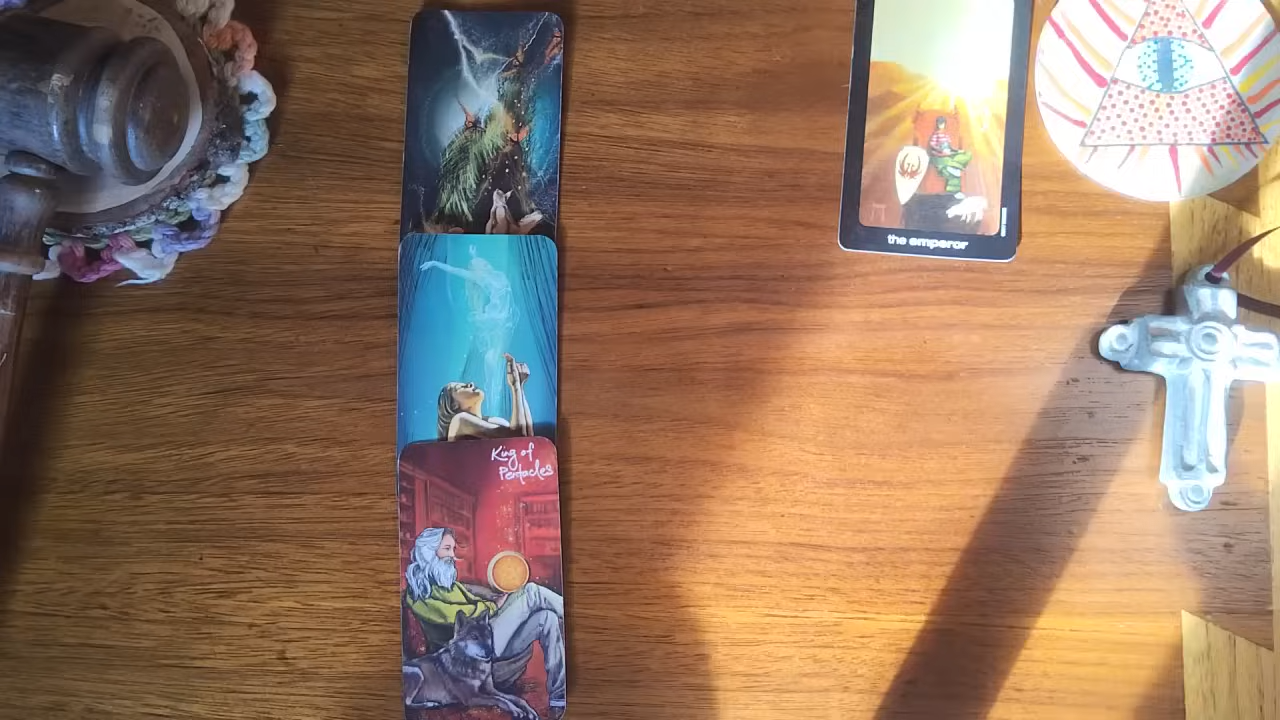 the emperor
King of
Pentacles